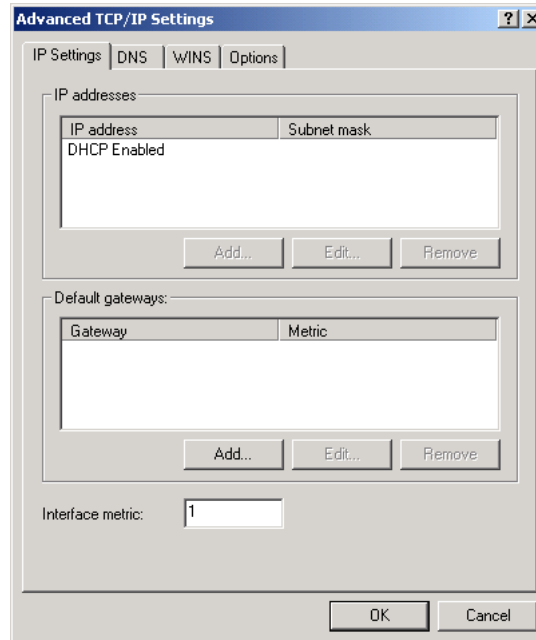 Advanced TCP/IP Settings
IP Settings DNS WINS Options
IP addresses
IP address Subnet mask
DHCP Enabled
Add... Edit... Remove
Default gateways:
Gateway Metric
Add... Edit... Remove
Interface metric: 1
OK Cancel